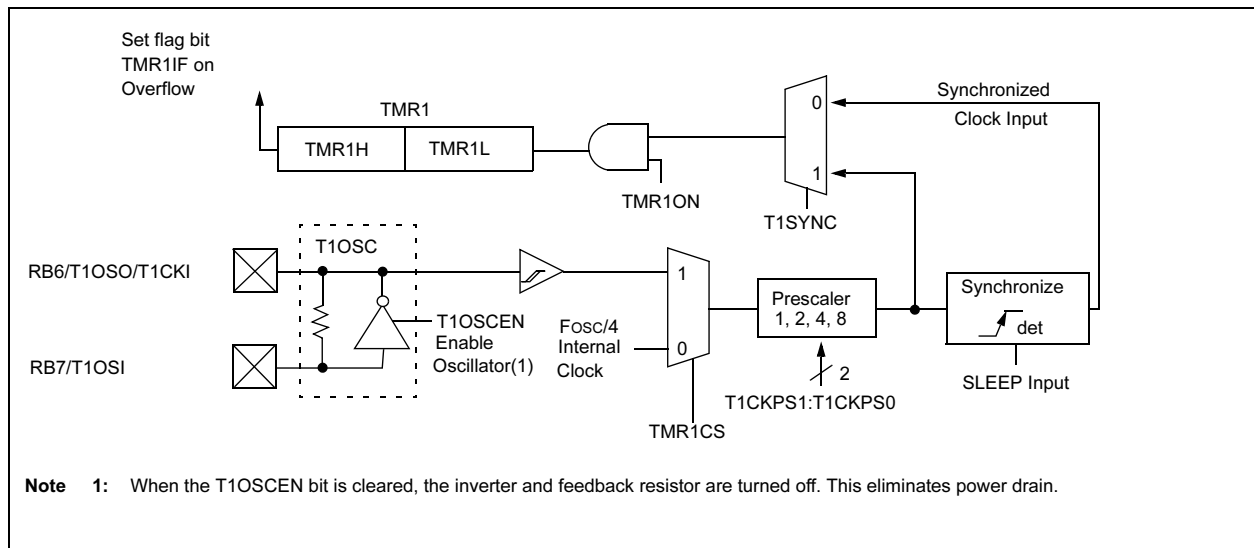 Set flag bit
TMR1IF on
Overflow
TMR1
TMR1H
TMR1L
TMR1ON
0
1
T1SYNC
Synchronized
Clock Input
RB6/T1OSO/T1CKI
RB7/T1OSI
T1OSC
T1OSCEN
Enable
Oscillator(1)
FOSC/4
Internal
Clock
1
0
TMR1CS
Prescaler
1, 2, 4, 8
2
T1CKPS1:T1CKPS0
Synchronize
det
SLEEP Input
Note 1: When the T1OSCEN bit is cleared, the inverter and feedback resistor are turned off. This eliminates power drain.